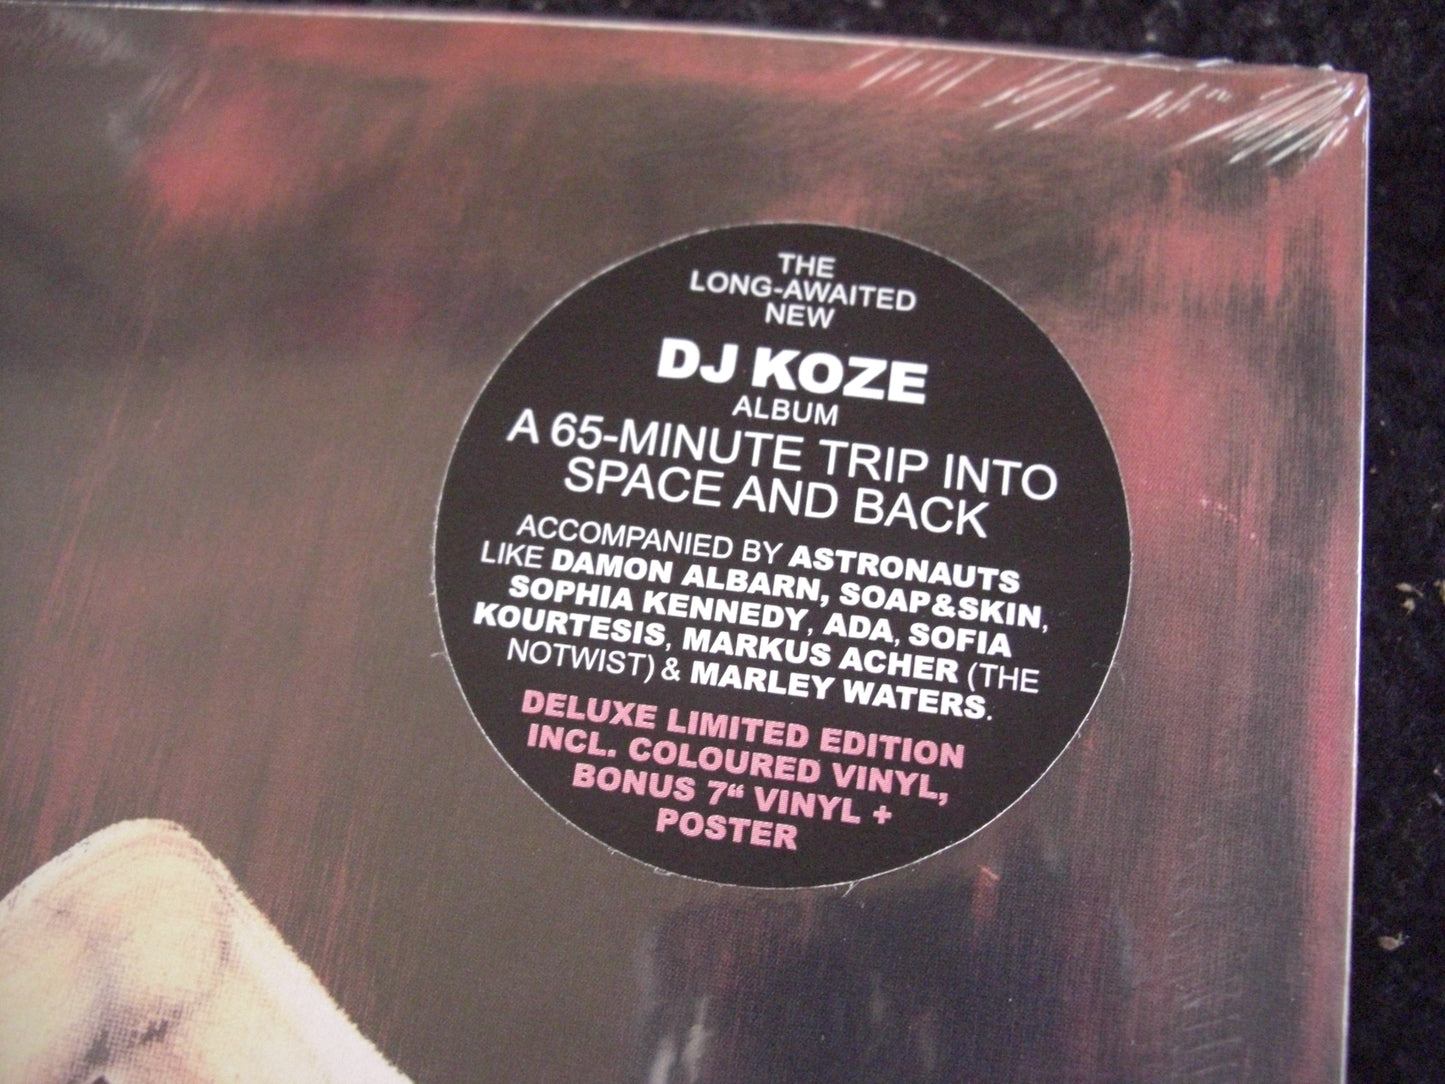 THE
LONG-AWAITED
NEW
DJ KOZE
ALBUM
A 65-MINUTE TRIP INTO
SPACE AND BACK
ACCOMPANIED BY ASTRONAUTS
LIKE DAMON ALBARN, SOAP&SKIN,
SOPHIA KENNEDY, ADA, SOFIA
KOURTESIS, MARKUS ACHER (THE
NOTWIST) & MARLEY WATERS.
DELUXE LIMITED EDITION
INCL. COLOURED VINYL,
BONUS 7“ VINYL +
POSTER